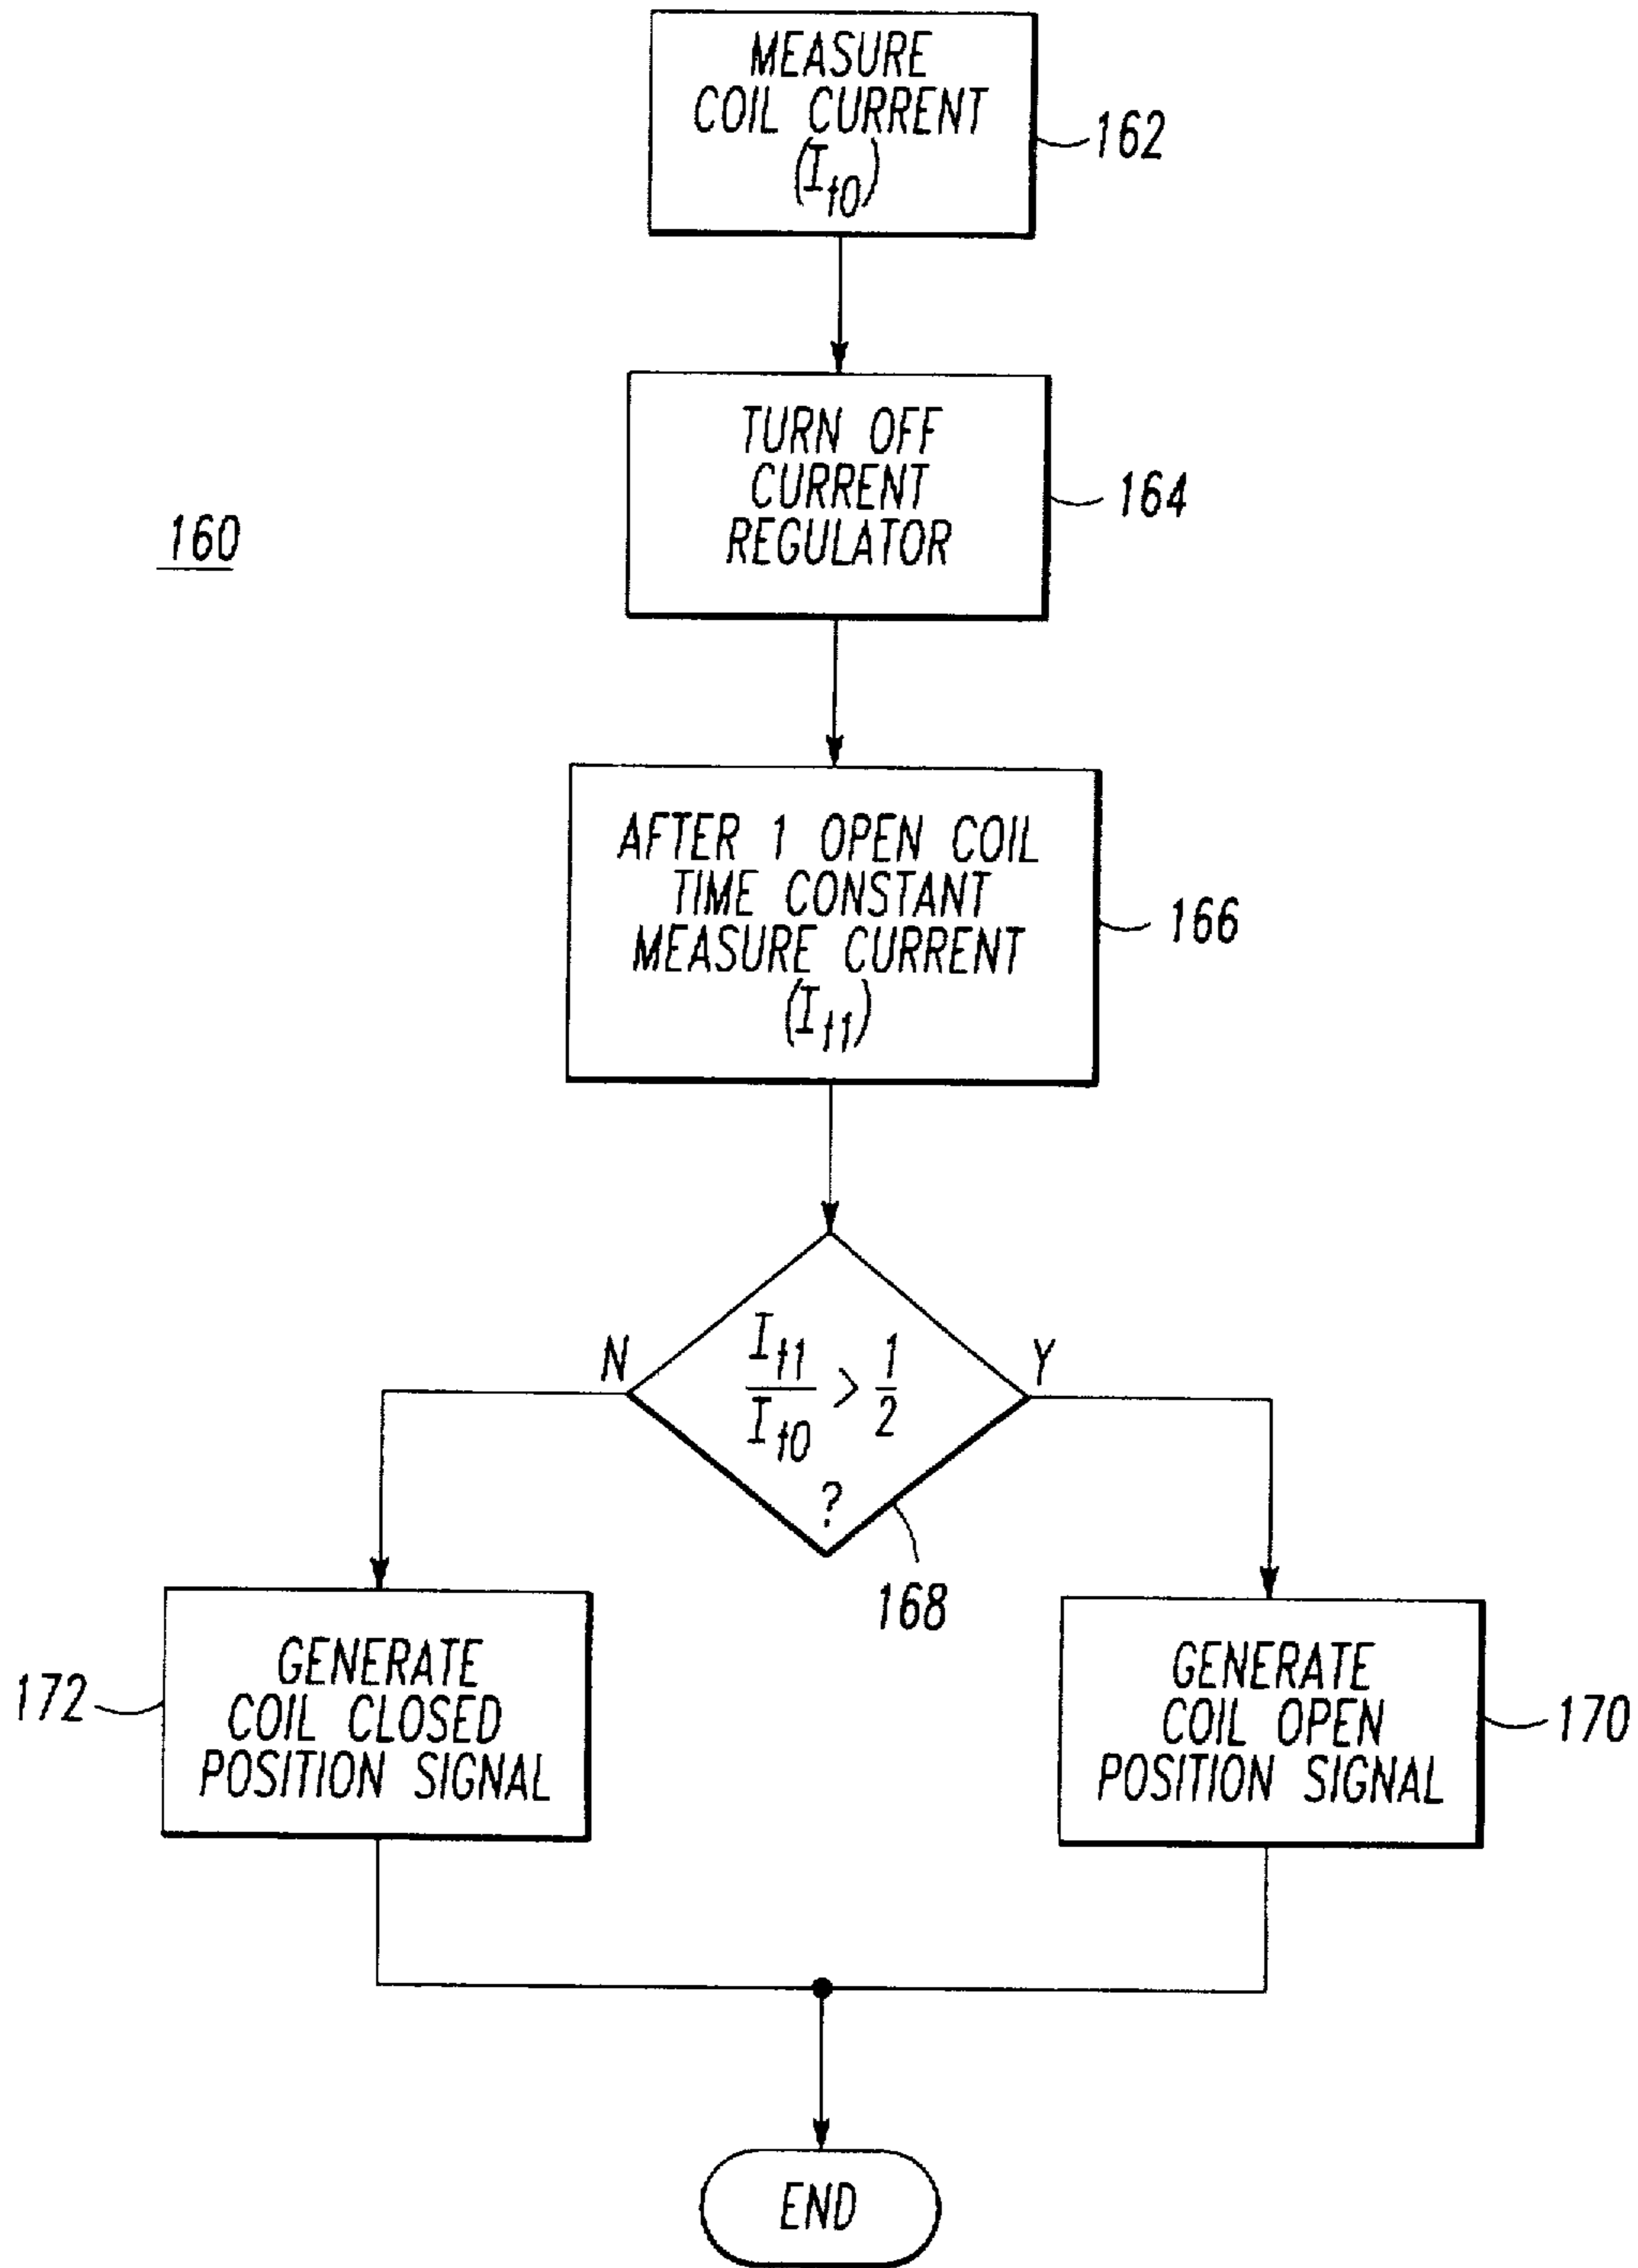 MEASURE
COIL CURRENT
(I_t0)
162
TURN OFF
CURRENT
REGULATOR
164
160
AFTER 1 OPEN COIL
TIME CONSTANT
MEASURE CURRENT
(I_t1)
166
N
I_t1 / I_t0 > 1/2
?
Y
168
GENERATE
COIL CLOSED
POSITION SIGNAL
172
GENERATE
COIL OPEN
POSITION SIGNAL
170
END